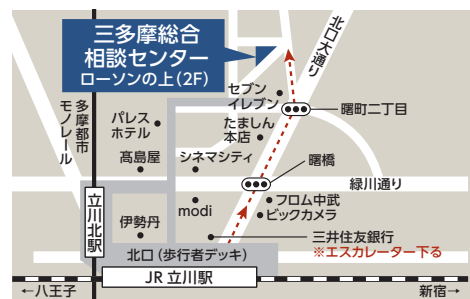 三多摩総合
相談センター
ローソンの上(2F)
北口大通り
セブン
イレブン
曙町二丁目
多摩都市
モノレール
パレス
ホテル
たましん
本店
髙島屋
シネマシティ
曙橋
緑川通り
立川北駅
伊勢丹
modi
フロム中武
ビックカメラ
三井住友銀行
※エスカレーター下る
北口(歩行者デッキ)
JR 立川駅
←八王子
新宿→